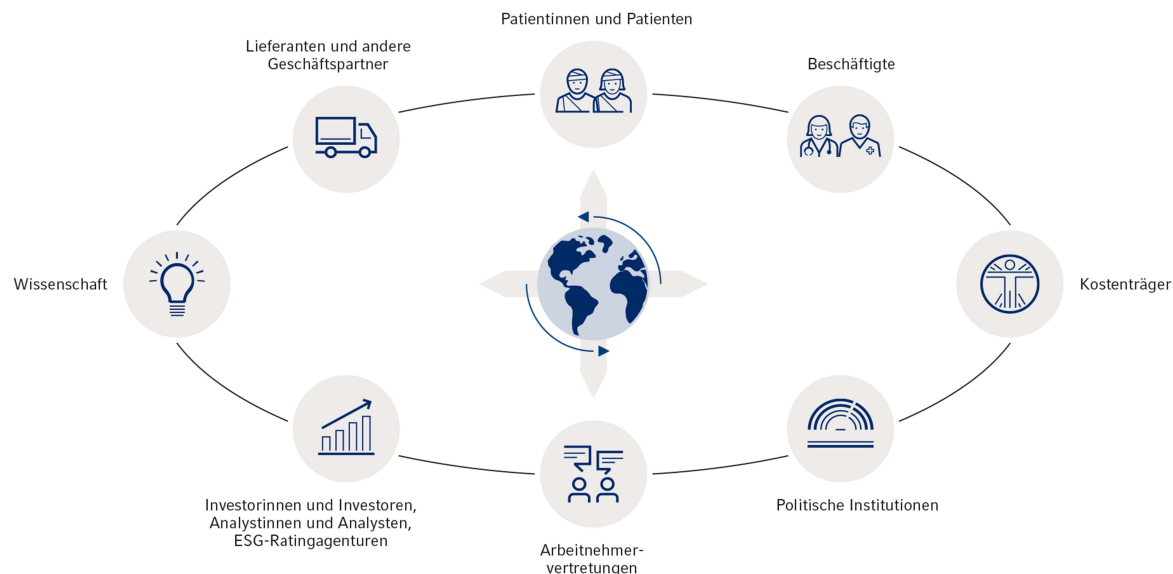 Patientinnen und Patienten
Lieferanten und andere
Geschäftspartner
Beschäftigte
Wissenschaft
Kostenträger
Investorinnen und Investoren,
Analystinnen und Analysten,
ESG-Ratingagenturen
Politische Institutionen
Arbeitnehmer-
vertretungen